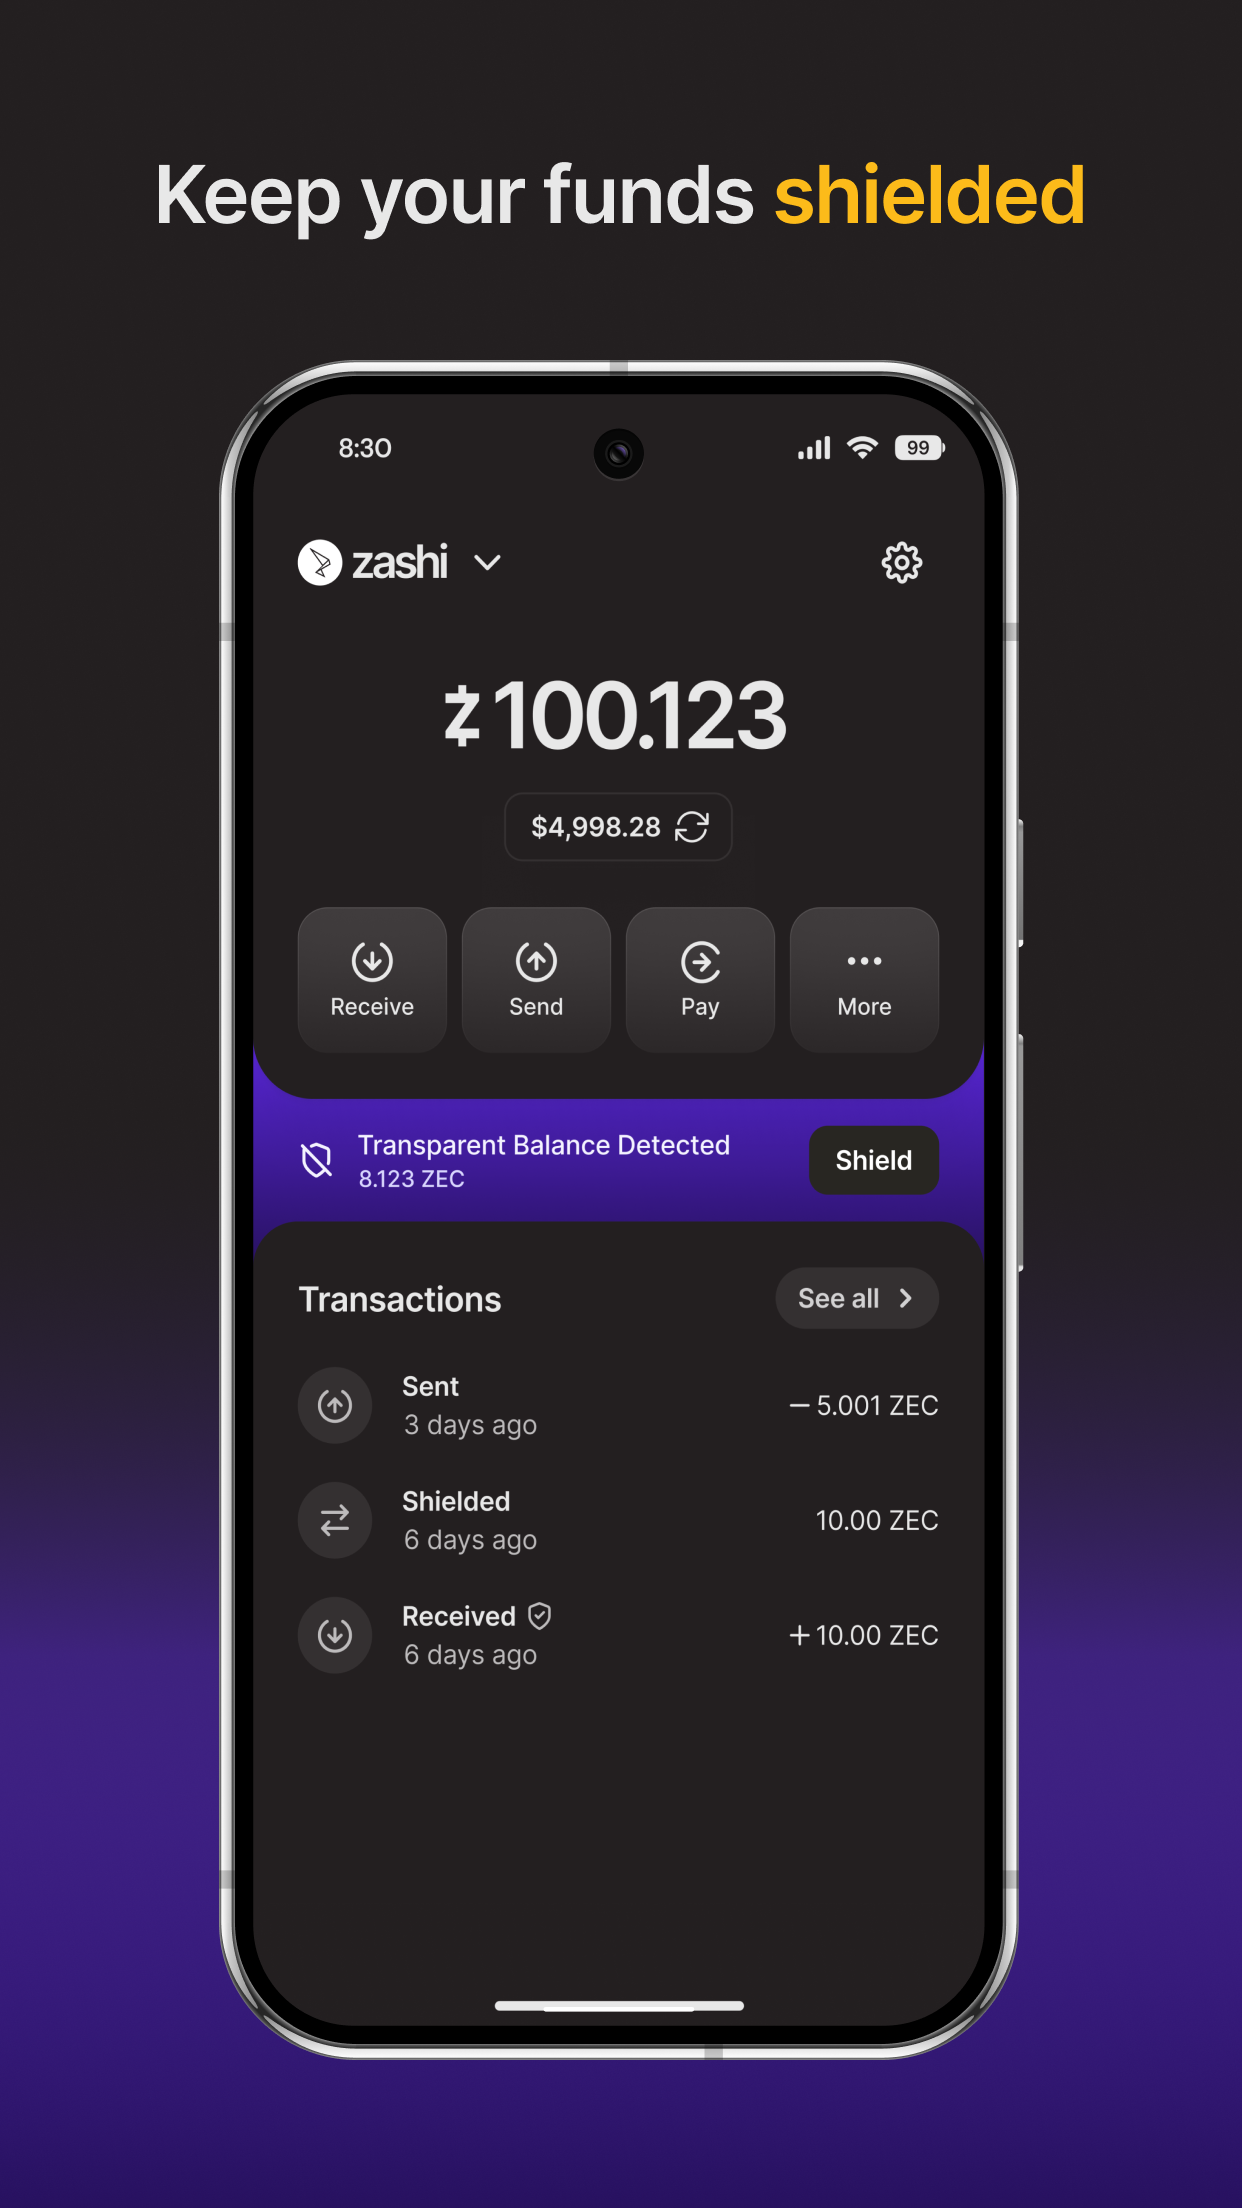 Keep your funds shielded
8:30
99
zashi
100.123
$4,998.28
Receive Send Pay More
Transparent Balance Detected
8.123 ZEC
Shield
Transactions
See all
Sent
3 days ago
– 5.001 ZEC
Shielded
6 days ago
10.00 ZEC
Received
6 days ago
+ 10.00 ZEC